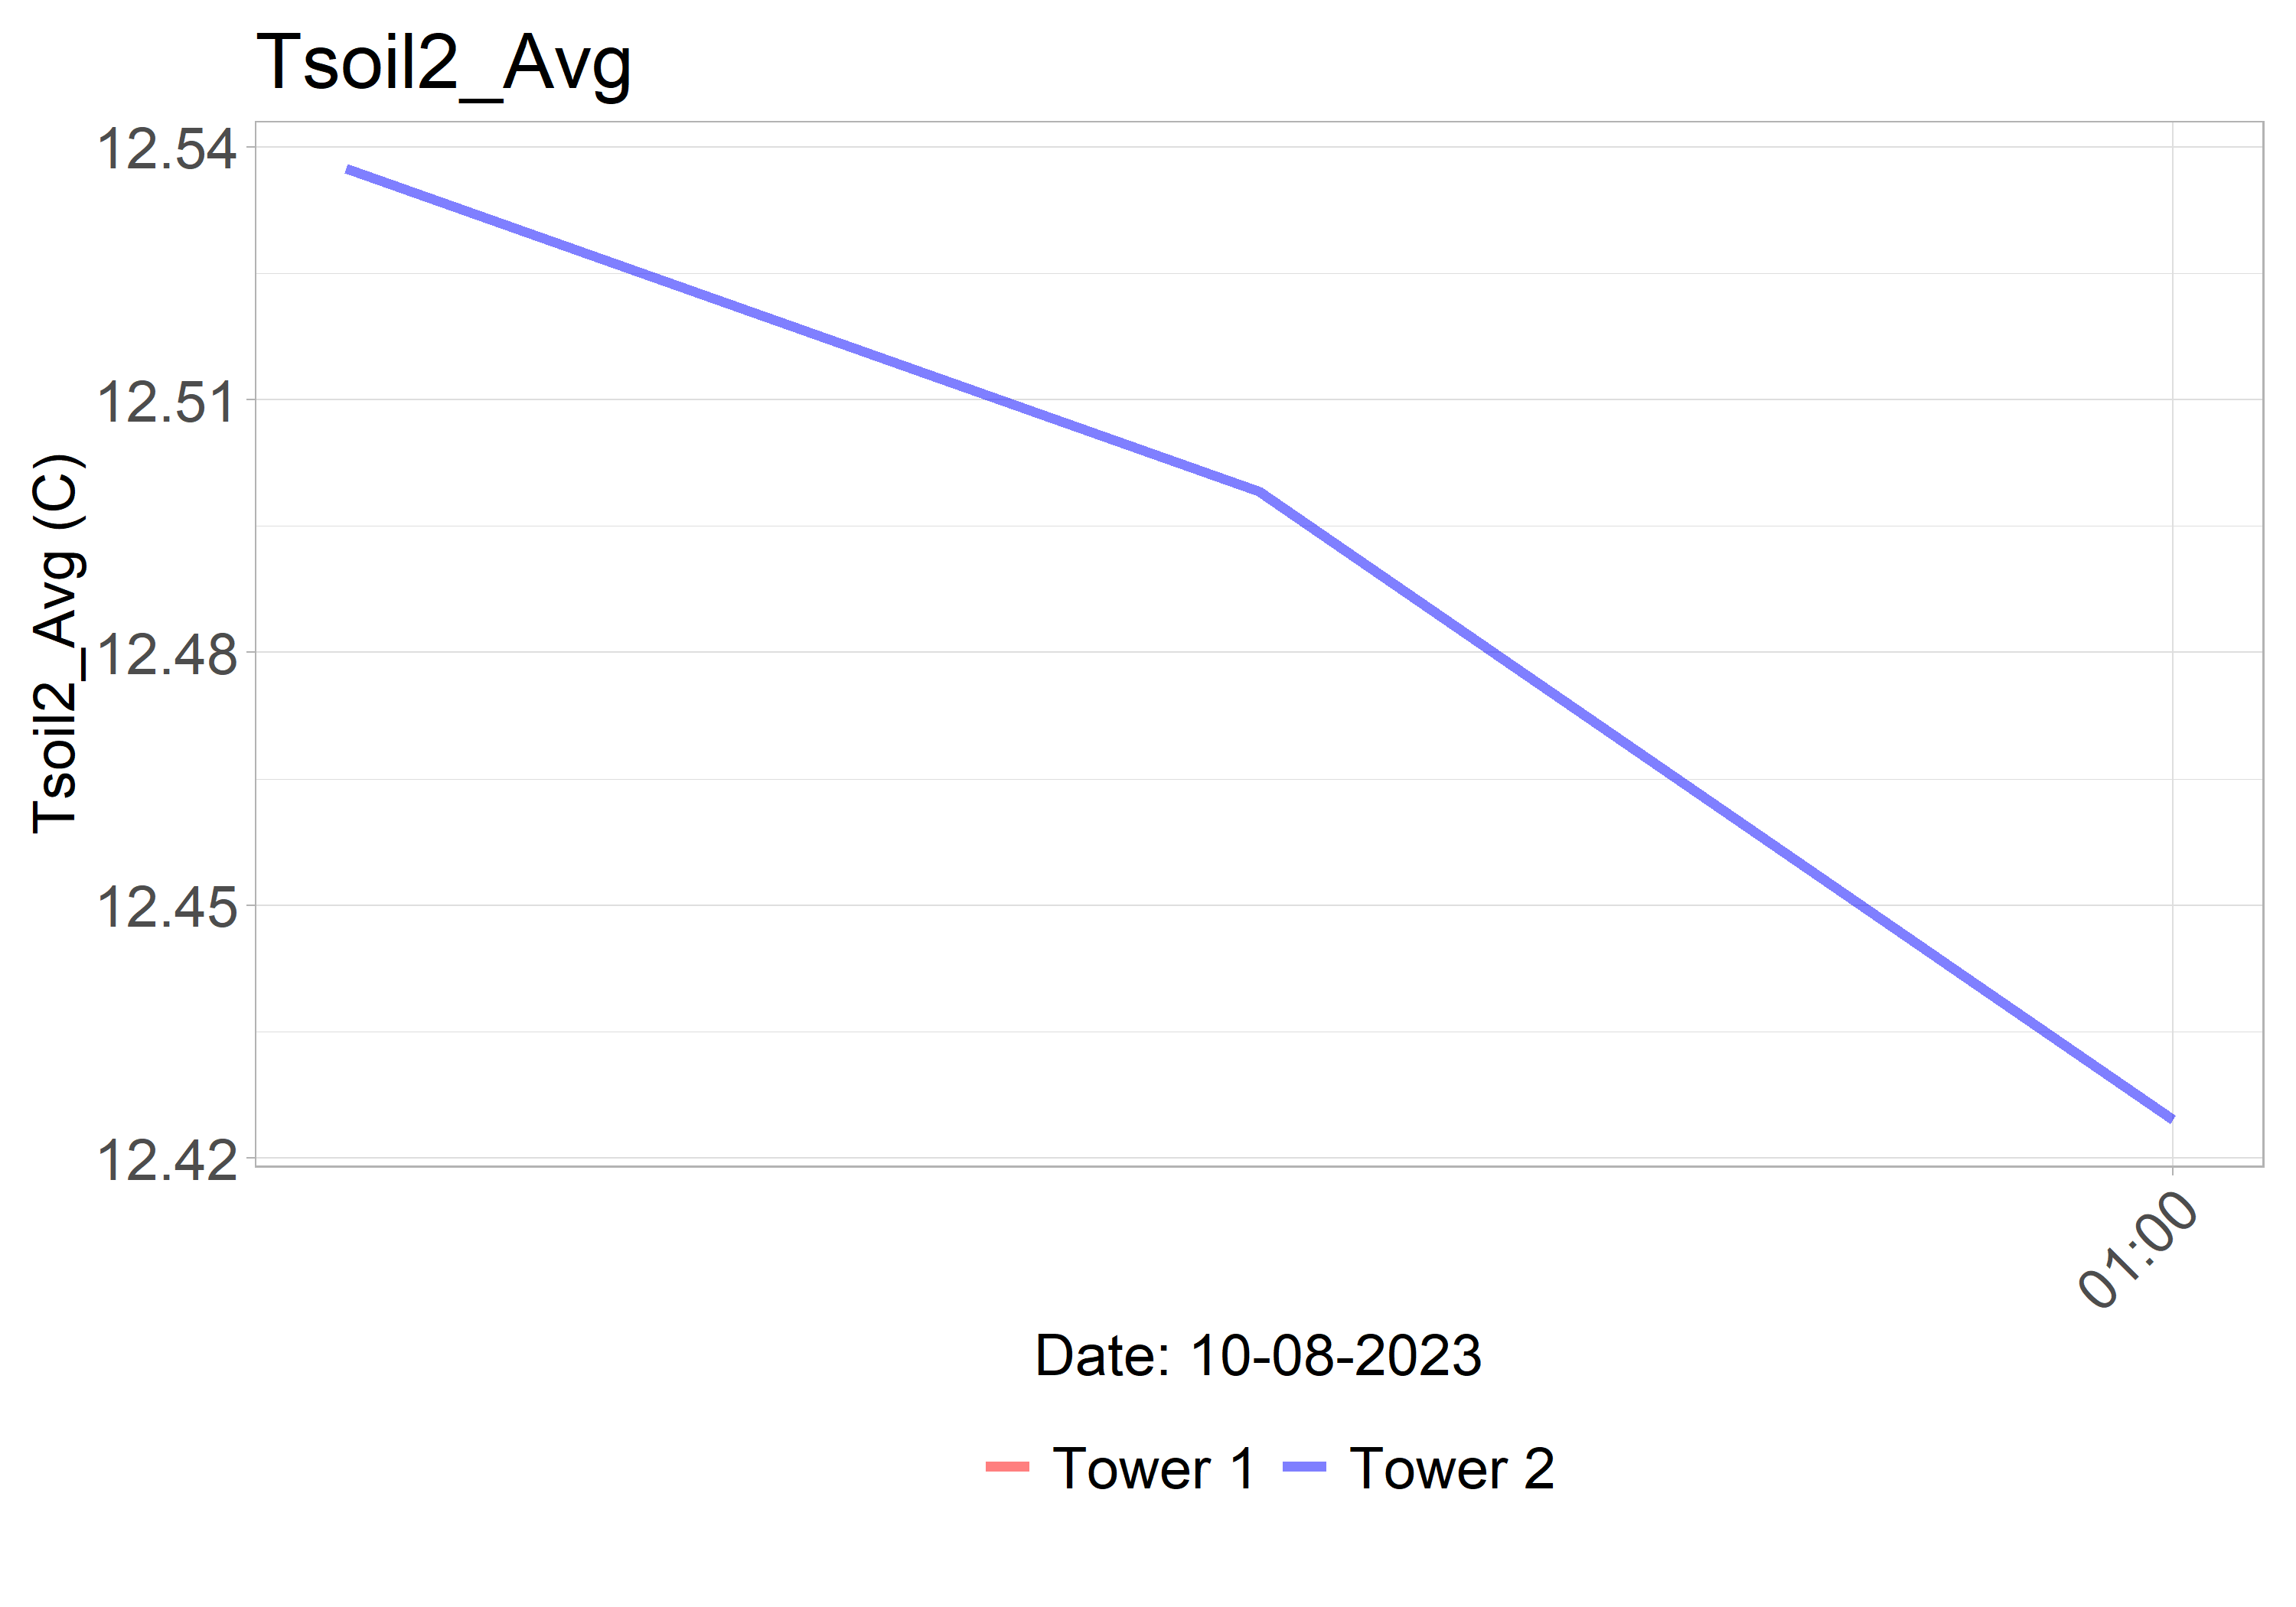 Tsoil2_Avg
Tsoil2_Avg (C)
12.54
12.51
12.48
12.45
12.42
01:00
Date: 10-08-2023
Tower 1
Tower 2